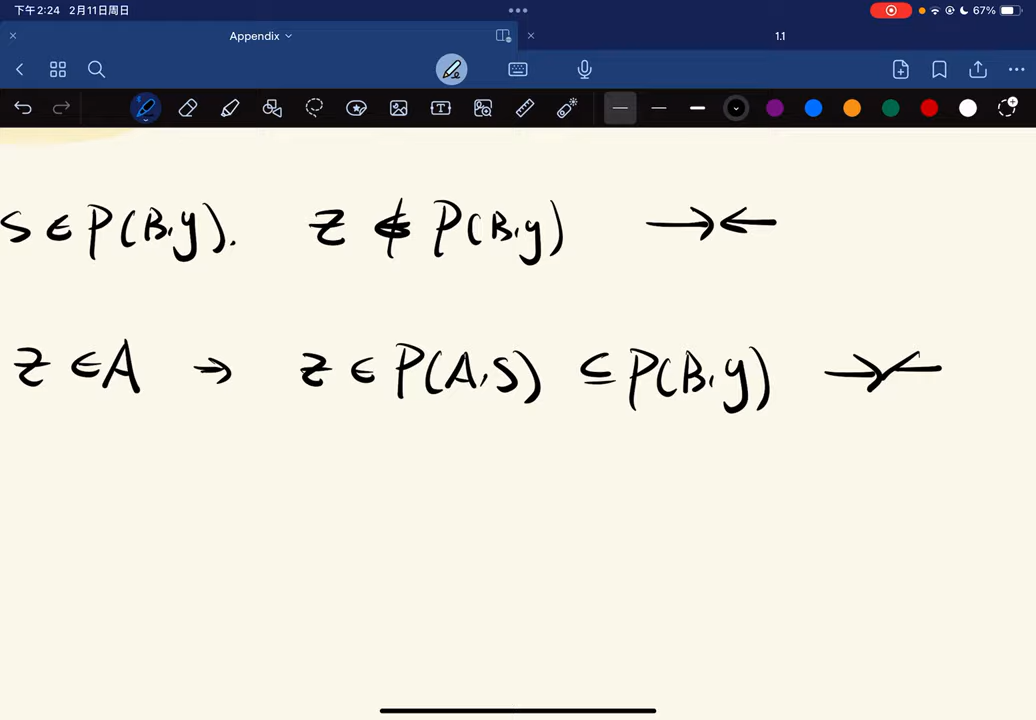 下午2:24 2月11日周日 67%
Appendix 1.1
s ∈ P(B,y). z ∉ P(B,y) →←
z ∈ A → z ∈ P(A,s) ⊆ P(B,y) →←